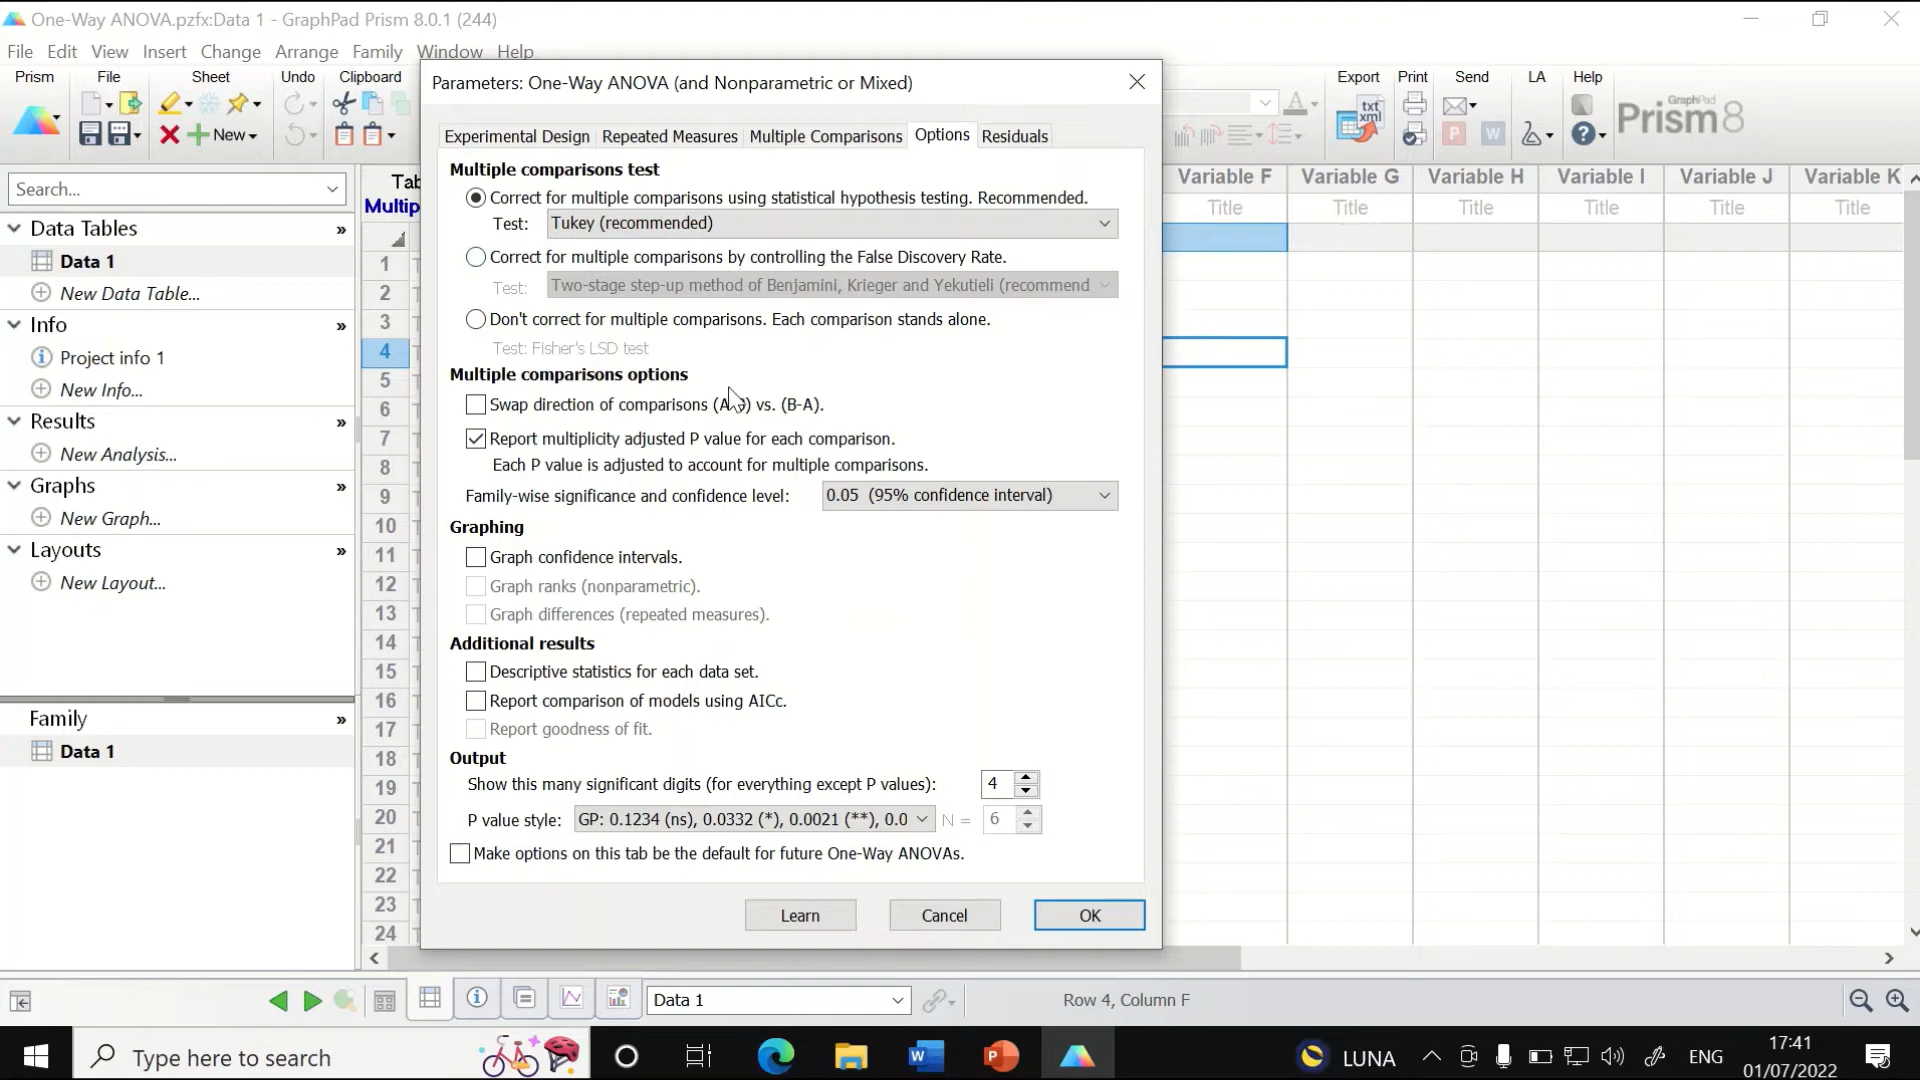 One-Way ANOVA.pzfx:Data 1 - GraphPad Prism 8.0.1 (244)
File Edit View Insert Change Arrange Family Window Help
Prism File Sheet Undo Clipboard Export Print Send LA Help
New
txt
xml
P W
GraphPad
Prism 8
Parameters: One-Way ANOVA (and Nonparametric or Mixed)
Experimental Design Repeated Measures Multiple Comparisons Options Residuals
Multiple comparisons test
Correct for multiple comparisons using statistical hypothesis testing. Recommended.
Test: Tukey (recommended)
Correct for multiple comparisons by controlling the False Discovery Rate.
Test: Two-stage step-up method of Benjamini, Krieger and Yekutieli (recommend
Don't correct for multiple comparisons. Each comparison stands alone.
Test: Fisher's LSD test
Multiple comparisons options
Swap direction of comparisons vs. (B-A).
Report multiplicity adjusted P value for each comparison.
Each P value is adjusted to account for multiple comparisons.
Family-wise significance and confidence level: 0.05 (95% confidence interval)
Graphing
Graph confidence intervals.
Graph ranks (nonparametric).
Graph differences (repeated measures).
Additional results
Descriptive statistics for each data set.
Report comparison of models using AICc.
Report goodness of fit.
Output
Show this many significant digits (for everything except P values): 4
P value style: GP: 0.1234 (ns), 0.0332 (*), 0.0021 (**), 0.0 N = 6
Make options on this tab be the default for future One-Way ANOVAs.
Learn Cancel OK
Search...
Data Tables »
Data 1
New Data Table...
Info »
Project info 1
New Info...
Results »
New Analysis...
Graphs »
New Graph...
Layouts »
New Layout...
Family »
Data 1
Tab
Multip
Variable F Variable G Variable H Variable I Variable J Variable K
Title Title Title Title Title Title
1
2
3
4
5
6
7
8
9
10
11
12
13
14
15
16
17
18
19
20
21
22
23
24
Data 1
Row 4, Column F
Type here to search
LUNA
ENG
17:41
01/07/2022